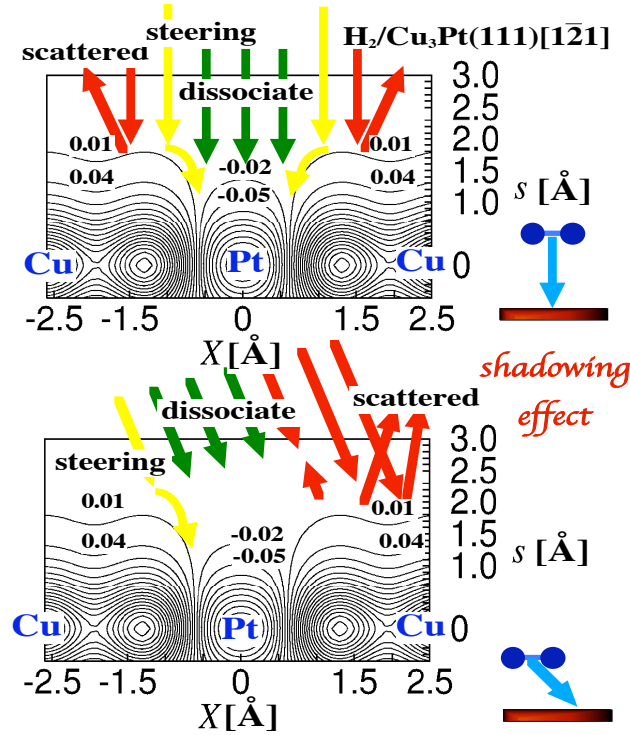 scattered
steering
H₂/Cu₃Pt(111)[12̄1]
dissociate
3.0
2.5
2.0
1.5
1.0
0
s [Å]
0.01
0.01
0.04
0.04
-0.02
-0.05
Cu
Pt
Cu
-2.5 -1.5 0 1.5 2.5
X [Å]
shadowing
effect
dissociate
scattered
steering
3.0
2.5
2.0
1.5
1.0
0
s [Å]
0.01
0.01
0.04
0.04
-0.02
-0.05
Cu
Pt
Cu
-2.5 -1.5 0 1.5 2.5
X [Å]